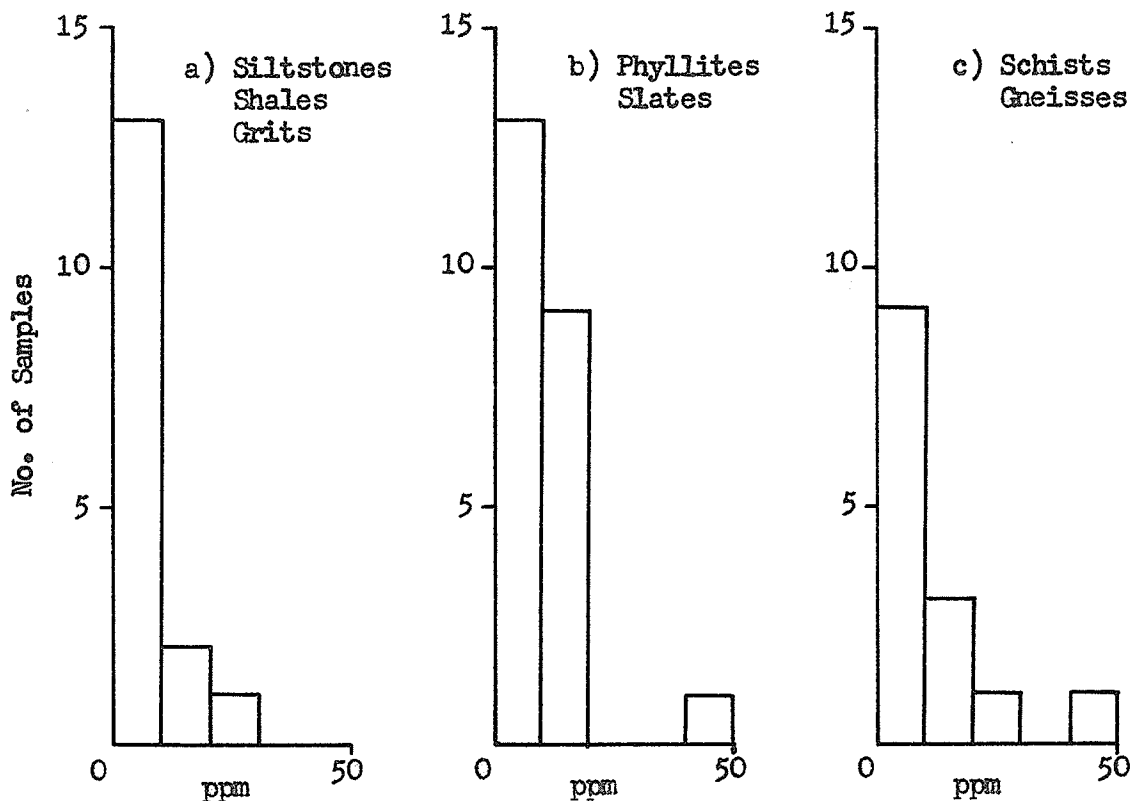 15
a) Siltstones
Shales
Grits
10
5
No. of Samples
0
50
ppm
b) Phyllites
Slates
15
10
5
0
50
ppm
c) Schists
Gneisses
15
10
5
0
50
ppm